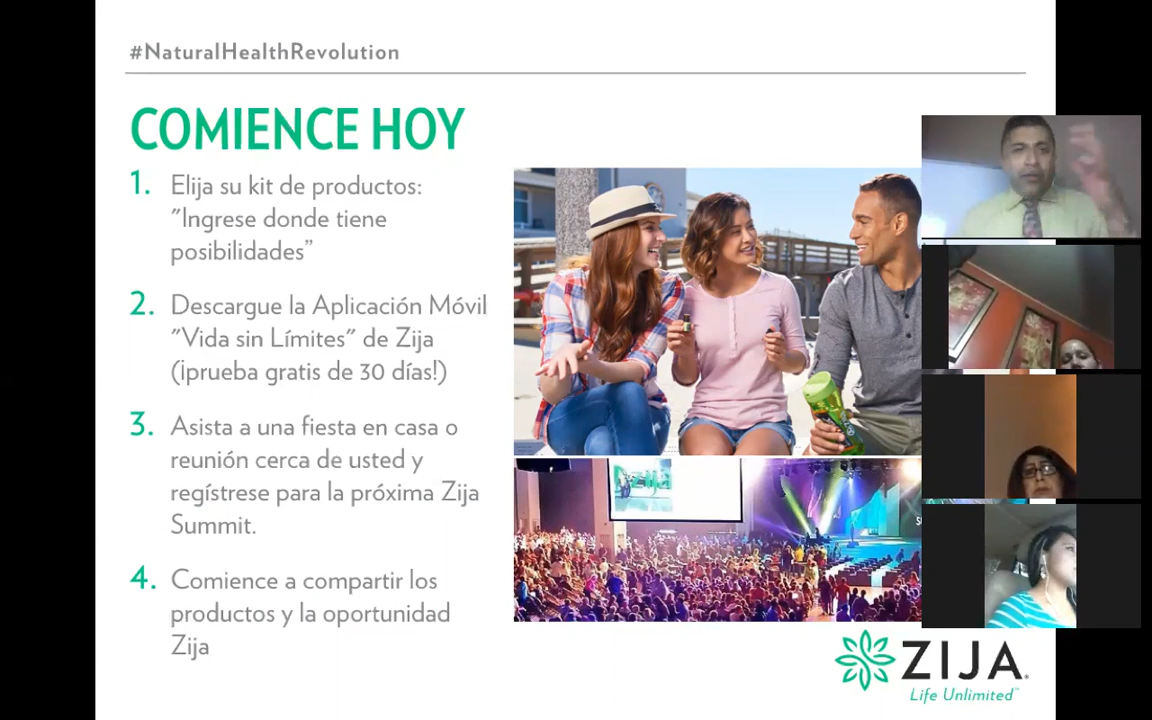 #NaturalHealthRevolution
COMIENCE HOY
1. Elija su kit de productos:
"Ingrese donde tiene
posibilidades"
2. Descargue la Aplicación Móvil
"Vida sin Límites" de Zija
(¡prueba gratis de 30 días!)
3. Asista a una fiesta en casa o
reunión cerca de usted y
regístrese para la próxima Zija
Summit.
4. Comience a compartir los
productos y la oportunidad
Zija
ZIJA
Life Unlimited™